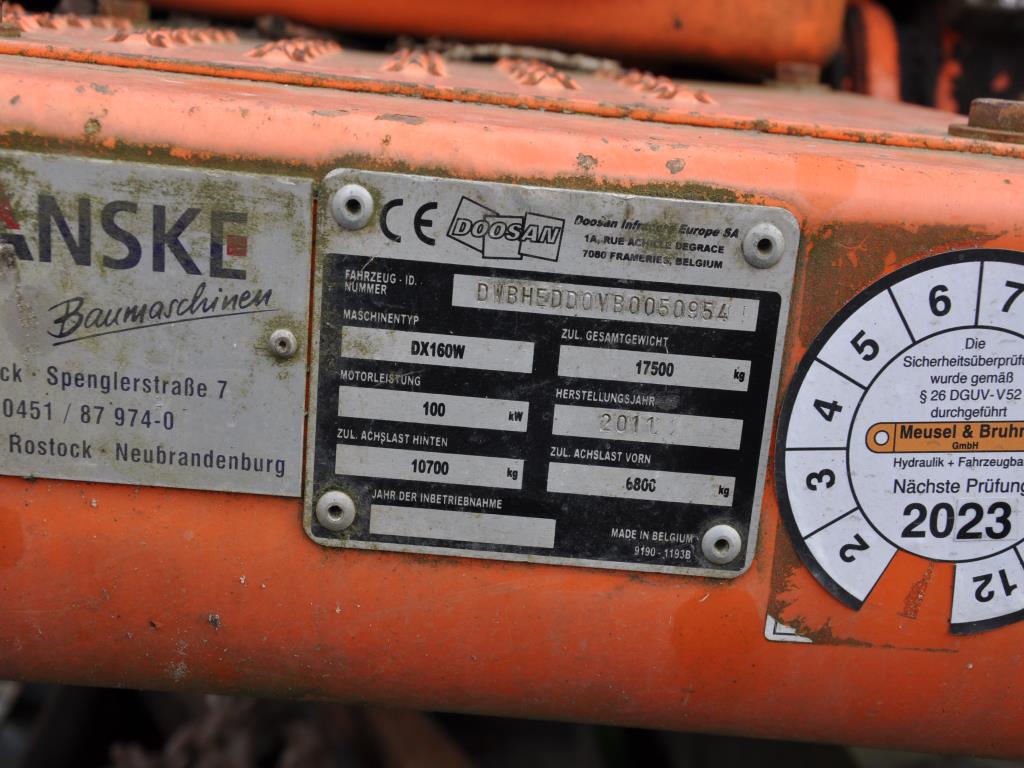 ANSKE
Baumaschinen
ck · Spenglerstraße 7
0451 / 87 974-0
Rostock · Neubrandenburg
CE
DOOSAN
Doosan Infracore Europe SA
1A, RUE ACHILLE DEGRACE
7080 FRAMERIES, BELGIUM
FAHRZEUG - ID.
NUMMER
DWBHEDD0VB0050954
MASCHINENTYP
DX160W
ZUL. GESAMTGEWICHT
17500 kg
MOTORLEISTUNG
100 kW
HERSTELLUNGSJAHR
2011
ZUL. ACHSLAST HINTEN
10700 kg
ZUL. ACHSLAST VORN
6800 kg
JAHR DER INBETRIEBNAHME
MADE IN BELGIUM
9190 - 1193B
2
3
4
5
6
7
12
Die
Sicherheitsüberprüfu
wurde gemäß
§ 26 DGUV-V52
durchgeführt
Meusel & Bruhn
GmbH
Hydraulik + Fahrzeugba
Nächste Prüfung
2023